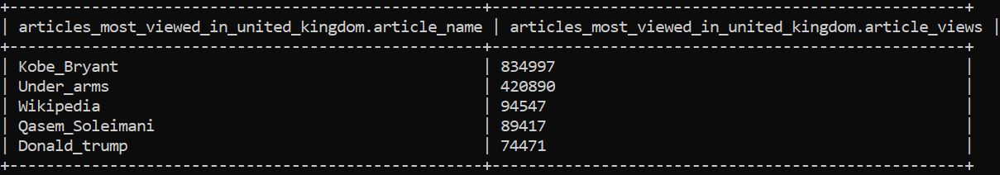 +----------------------------------------------------+-----------------------------------------------------+
| articles_most_viewed_in_united_kingdom.article_name | articles_most_viewed_in_united_kingdom.article_views |
+----------------------------------------------------+-----------------------------------------------------+
| Kobe_Bryant | 834997 |
| Under_arms | 420890 |
| Wikipedia | 94547 |
| Qasem_Soleimani | 89417 |
| Donald_trump | 74471 |
+----------------------------------------------------+-----------------------------------------------------+